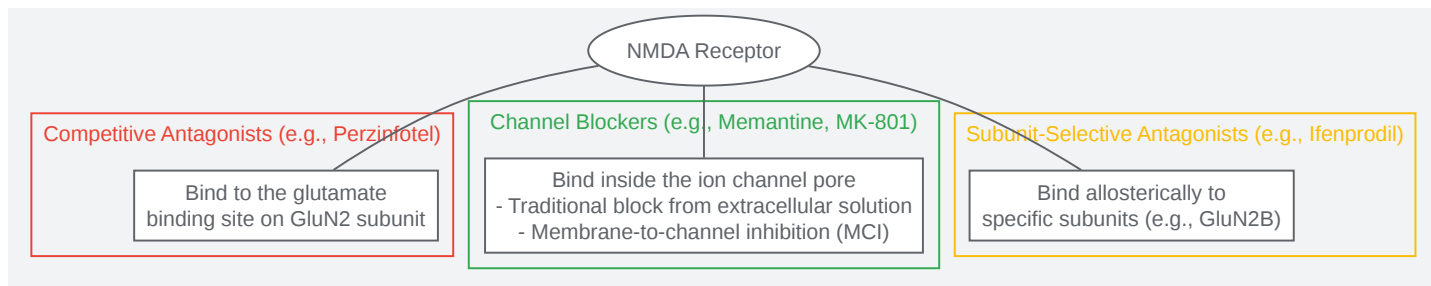 NMDA Receptor
Competitive Antagonists (e.g., Perzinfotel)
Bind to the glutamate
binding site on GluN2 subunit
Channel Blockers (e.g., Memantine, MK-801)
Bind inside the ion channel pore
- Traditional block from extracellular solution
- Membrane-to-channel inhibition (MCI)
Subunit-Selective Antagonists (e.g., Ifenprodil)
Bind allosterically to
specific subunits (e.g., GluN2B)